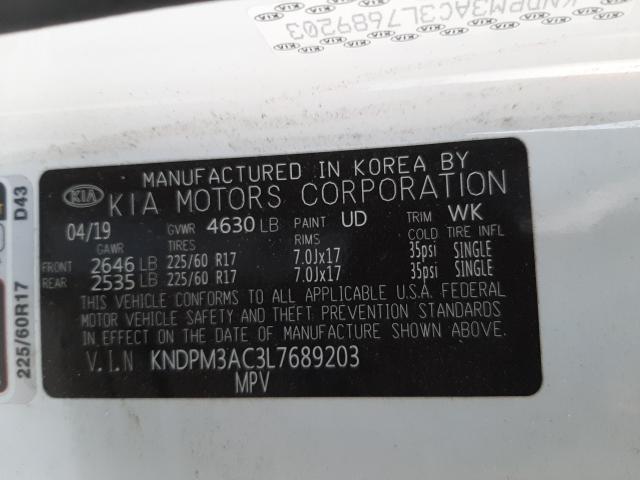 KNDPM3AC3L7689203
MANUFACTURED IN KOREA BY
KIA KIA MOTORS CORPORATION
04/19 GVWR 4630 LB PAINT UD TRIM WK
GAWR TIRES RIMS COLD TIRE INFL
FRONT 2646 LB 225/60 R17 7.0Jx17 35psi SINGLE
REAR 2535 LB 225/60 R17 7.0Jx17 35psi SINGLE
THIS VEHICLE CONFORMS TO ALL APPLICABLE U.S.A. FEDERAL
MOTOR VEHICLE SAFETY AND THEFT PREVENTION STANDARDS
IN EFFECT ON THE DATE OF MANUFACTURE SHOWN ABOVE.
V.I.N KNDPM3AC3L7689203
MPV
225/60R17 D43